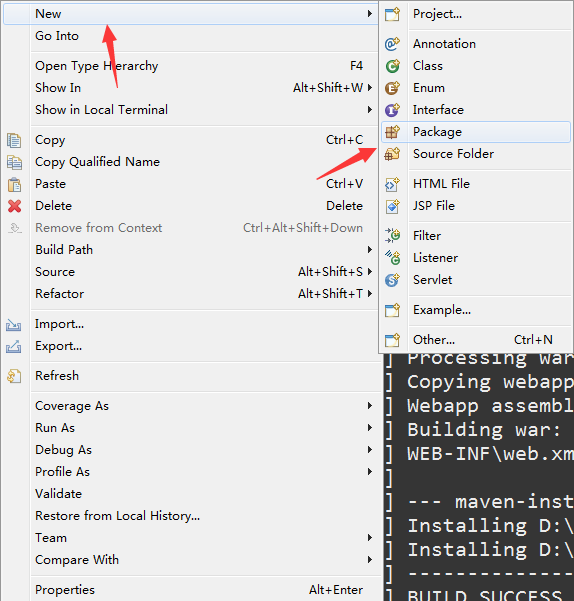 New
Go Into
Open Type Hierarchy F4
Show In Alt+Shift+W
Show in Local Terminal
Copy Ctrl+C
Copy Qualified Name
Paste Ctrl+V
Delete Delete
Remove from Context Ctrl+Alt+Shift+Down
Build Path
Source Alt+Shift+S
Refactor Alt+Shift+T
Import...
Export...
Refresh
Coverage As
Run As
Debug As
Profile As
Validate
Restore from Local History...
Team
Compare With
Properties Alt+Enter
Project...
Annotation
Class
Enum
Interface
Package
Source Folder
HTML File
JSP File
Filter
Listener
Servlet
Example...
Other... Ctrl+N
] Processing war
] Copying webapp
] Webapp assembl
] Building war:
] WEB-INF\web.xm
]
] --- maven-inst
] Installing D:\
] Installing D:\
] --------------
] BUILD SUCCESS